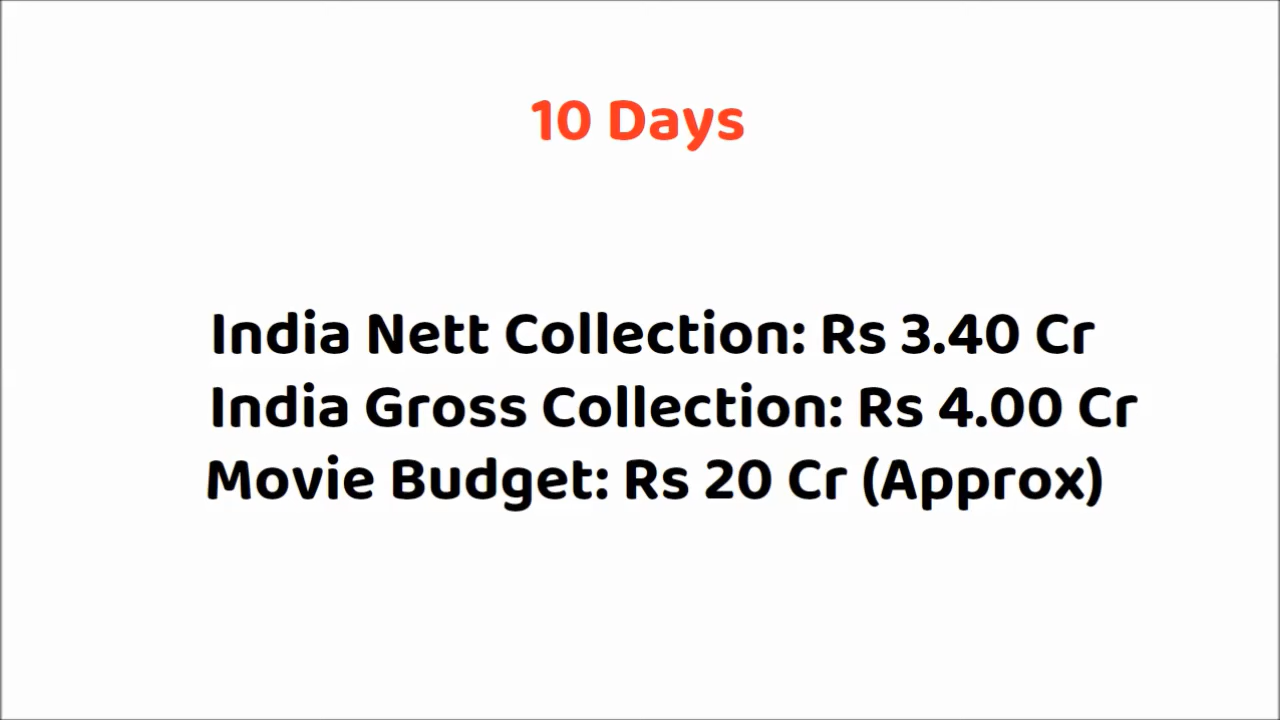 10 Days
India Nett Collection: Rs 3.40 Cr
India Gross Collection: Rs 4.00 Cr
Movie Budget: Rs 20 Cr (Approx)